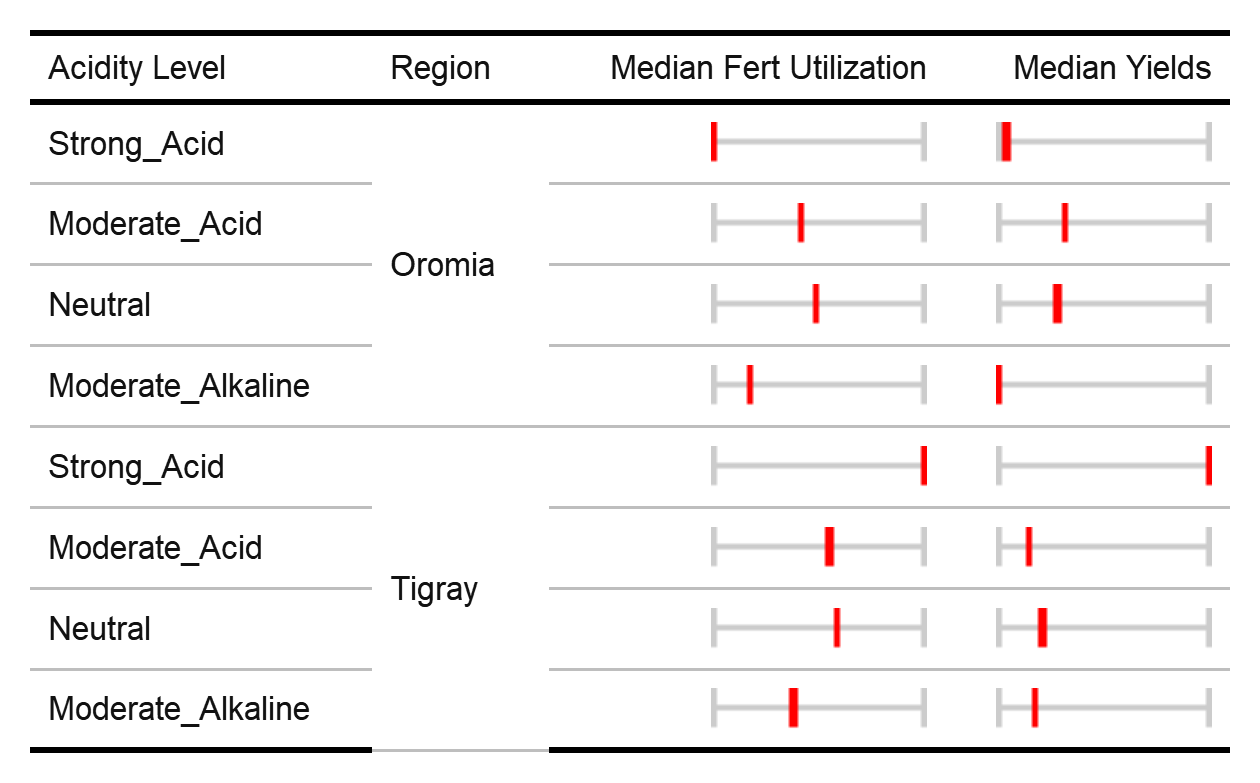 Acidity Level Region Median Fert Utilization Median Yields
Strong_Acid
Moderate_Acid
Oromia
Neutral
Moderate_Alkaline
Strong_Acid
Moderate_Acid
Tigray
Neutral
Moderate_Alkaline